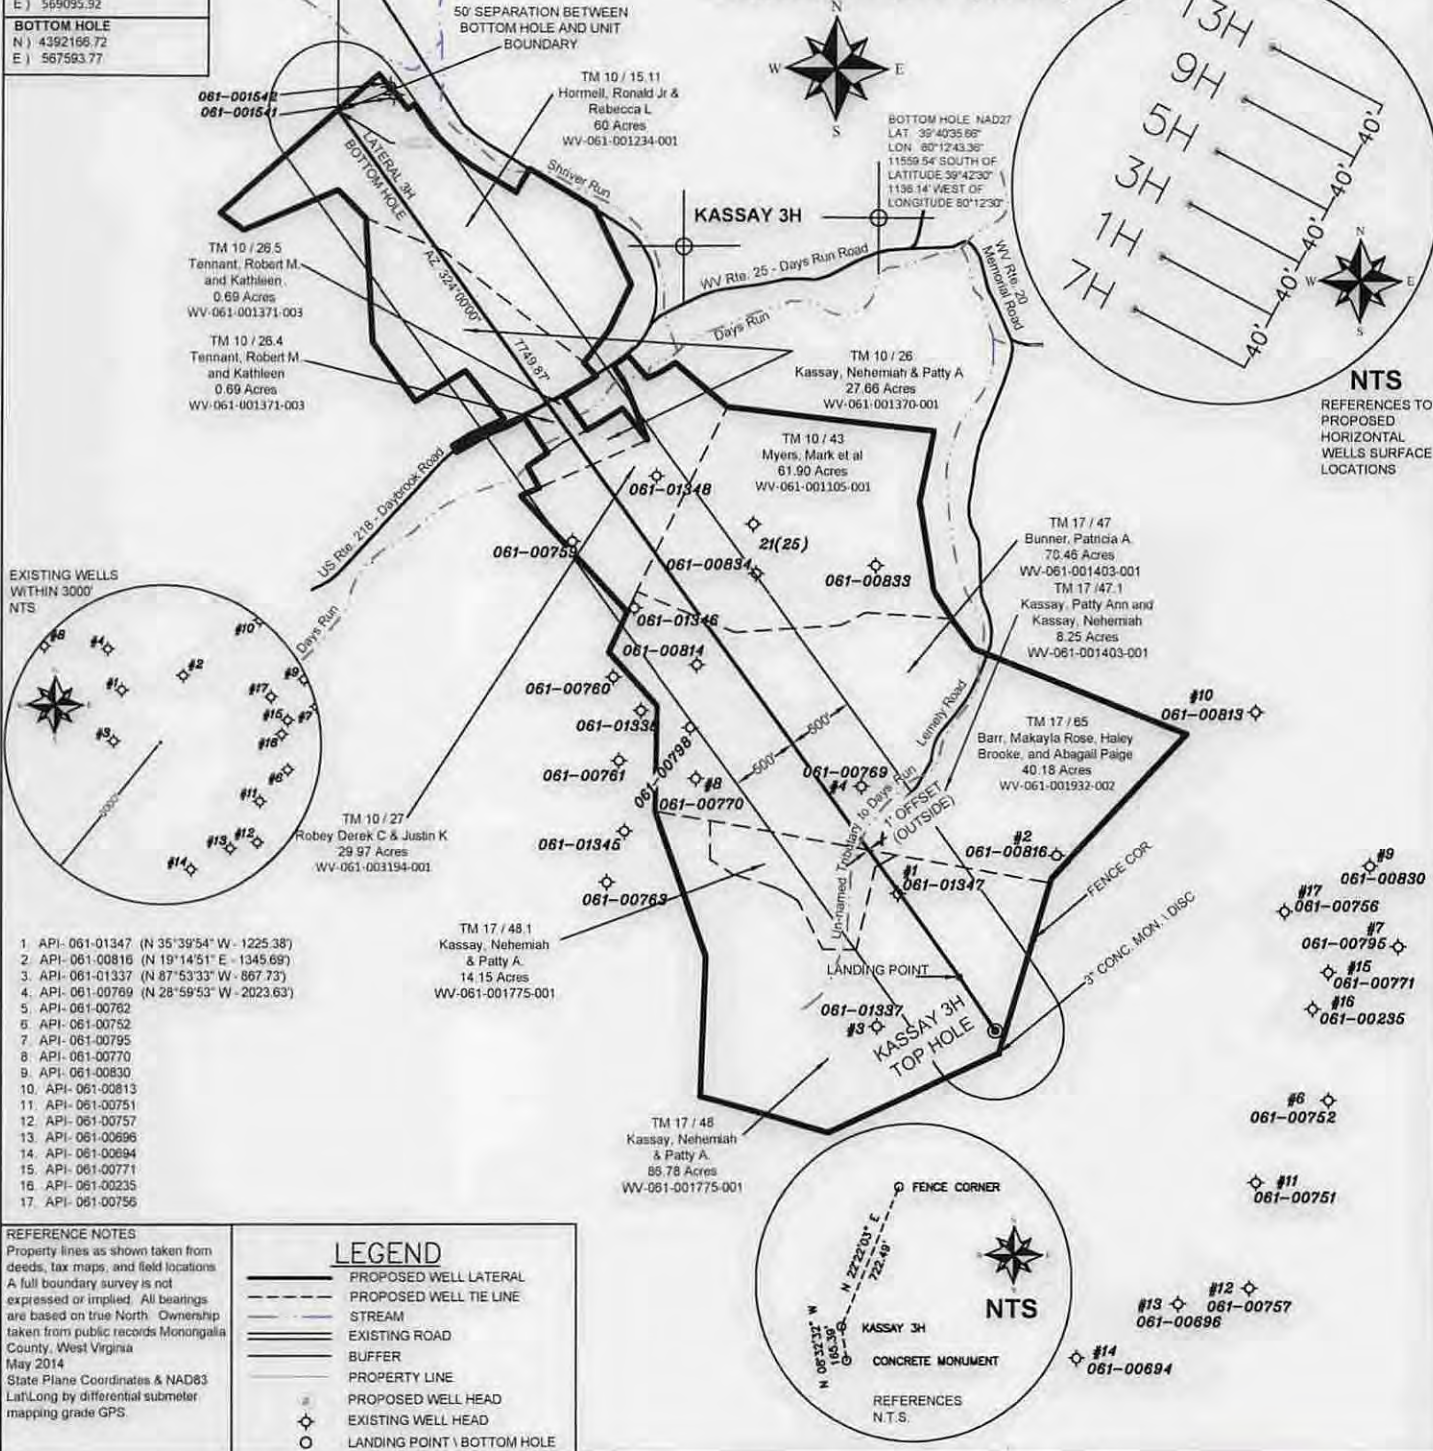 E ) 569095.92
BOTTOM HOLE
N ) 4392166.72
E ) 567593.77
50' SEPARATION BETWEEN
BOTTOM HOLE AND UNIT
BOUNDARY
061-001542
061-001541
TM 10 / 15.11
Hormell, Ronald Jr &
Rebecca L
60 Acres
WV-061-001234-001
N
W
E
S
BOTTOM HOLE NAD27
LAT. 39°40'35.66"
LON 80°12'43.36"
11559.54' SOUTH OF
LATITUDE 39°42'30"
1136.14' WEST OF
LONGITUDE 80°12'30"
13H
9H
5H
3H
1H
7H
40'
40'
40'
40'
40'
N
W
E
S
NTS
REFERENCES TO
PROPOSED
HORIZONTAL
WELLS SURFACE
LOCATIONS
LATERAL 3H
BOTTOM HOLE
AZ. 324°00'00"
7749.87'
Shriver Run
KASSAY 3H
WV Rte. 25 - Days Run Road
Days Run
WV Rte. 20
Memorial Road
TM 10 / 26.5
Tennant, Robert M.
and Kathleen
0.69 Acres
WV-061-001371-003
TM 10 / 26.4
Tennant, Robert M.
and Kathleen
0.69 Acres
WV-061-001371-003
TM 10 / 26
Kassay, Nehemiah & Patty A
27.66 Acres
WV-061-001370-001
TM 10 / 43
Myers, Mark et al
61.90 Acres
WV-061-001105-001
US Rte. 218 - Daybrook Road
Days Run
061-01348
21(25)
061-00759
061-00834
061-00833
TM 17 / 47
Bunner, Patricia A.
70.46 Acres
WV-061-001403-001
TM 17 /47.1
Kassay, Patty Ann and
Kassay, Nehemiah
8.25 Acres
WV-061-001403-001
EXISTING WELLS
WITHIN 3000'
NTS
#8
#4
#10
#2
#1
#9
#17
#15
#7
#16
#3
#6
#11
#13
#12
#14
3000'
061-01346
061-00814
061-00760
061-01338
061-00798
061-00761
#8
061-00770
061-01345
061-00763
500'
500'
061-00769
#4
Lemely Road
Un-named Tributary to Days Run
1' OFFSET
(OUTSIDE)
TM 17 / 65
Barr, Makayla Rose, Haley
Brooke, and Abagail Paige
40.18 Acres
WV-061-001932-002
#10
061-00813
TM 10 / 27
Robey Derek C & Justin K
29.97 Acres
WV-061-003194-001
#2
061-00816
#1
061-01347
FENCE COR
3" CONC. MON. \ DISC
#9
061-00830
#17
061-00756
#7
061-00795
#15
061-00771
#16
061-00235
TM 17 / 48.1
Kassay, Nehemiah
& Patty A.
14.15 Acres
WV-061-001775-001
LANDING POINT
061-01337
#3
KASSAY 3H
TOP HOLE
1 API- 061-01347 (N 35°39'54" W - 1225.38')
2. API- 061-00816 (N 19°14'51" E - 1345.69')
3. API- 061-01337 (N 87°53'33" W - 867.73')
4. API- 061-00769 (N 28°59'53" W - 2023.63')
5. API- 061-00762
6. API- 061-00752
7. API- 061-00795
8. API- 061-00770
9. API- 061-00830
10. API- 061-00813
11. API- 061-00751
12. API- 061-00757
13. API- 061-00696
14. API- 061-00694
15. API- 061-00771
16. API- 061-00235
17. API- 061-00756
TM 17 / 48
Kassay, Nehemiah
& Patty A.
86.78 Acres
WV-061-001775-001
#6
061-00752
#11
061-00751
#12
061-00757
#13
061-00696
#14
061-00694
FENCE CORNER
N 22°22'03" E
722.49'
KASSAY 3H
N 08°32'32" W
165.39'
CONCRETE MONUMENT
NTS
REFERENCES
N.T.S.
REFERENCE NOTES
Property lines as shown taken from
deeds, tax maps, and field locations
A full boundary survey is not
expressed or implied. All bearings
are based on true North. Ownership
taken from public records Monongalia
County, West Virginia
May 2014
State Plane Coordinates & NAD83
Lat\Long by differential submeter
mapping grade GPS.
LEGEND
PROPOSED WELL LATERAL
PROPOSED WELL TIE LINE
STREAM
EXISTING ROAD
BUFFER
PROPERTY LINE
PROPOSED WELL HEAD
EXISTING WELL HEAD
LANDING POINT \ BOTTOM HOLE